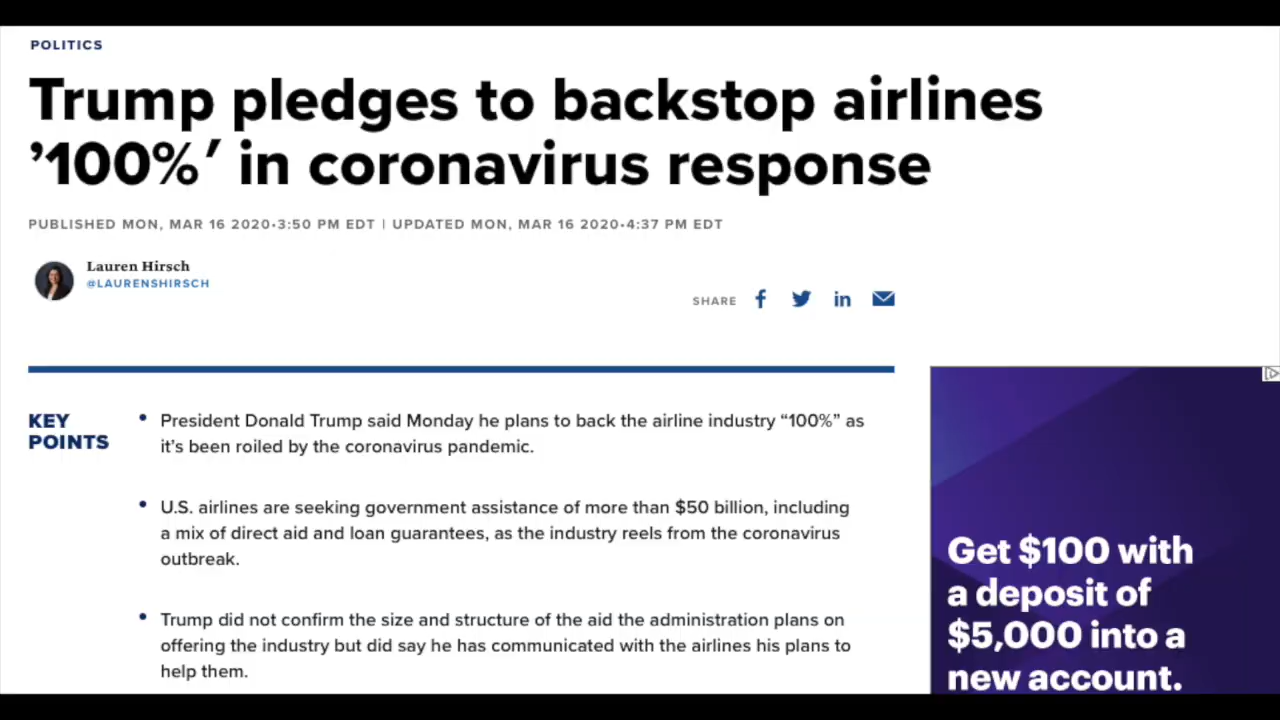 POLITICS
Trump pledges to backstop airlines
’100%’ in coronavirus response
PUBLISHED MON, MAR 16 2020•3:50 PM EDT | UPDATED MON, MAR 16 2020•4:37 PM EDT
Lauren Hirsch
@LAURENSHIRSCH
SHARE
KEY
POINTS
• President Donald Trump said Monday he plans to back the airline industry “100%” as
it’s been roiled by the coronavirus pandemic.
• U.S. airlines are seeking government assistance of more than $50 billion, including
a mix of direct aid and loan guarantees, as the industry reels from the coronavirus
outbreak.
• Trump did not confirm the size and structure of the aid the administration plans on
offering the industry but did say he has communicated with the airlines his plans to
help them.
Get $100 with
a deposit of
$5,000 into a
new account.